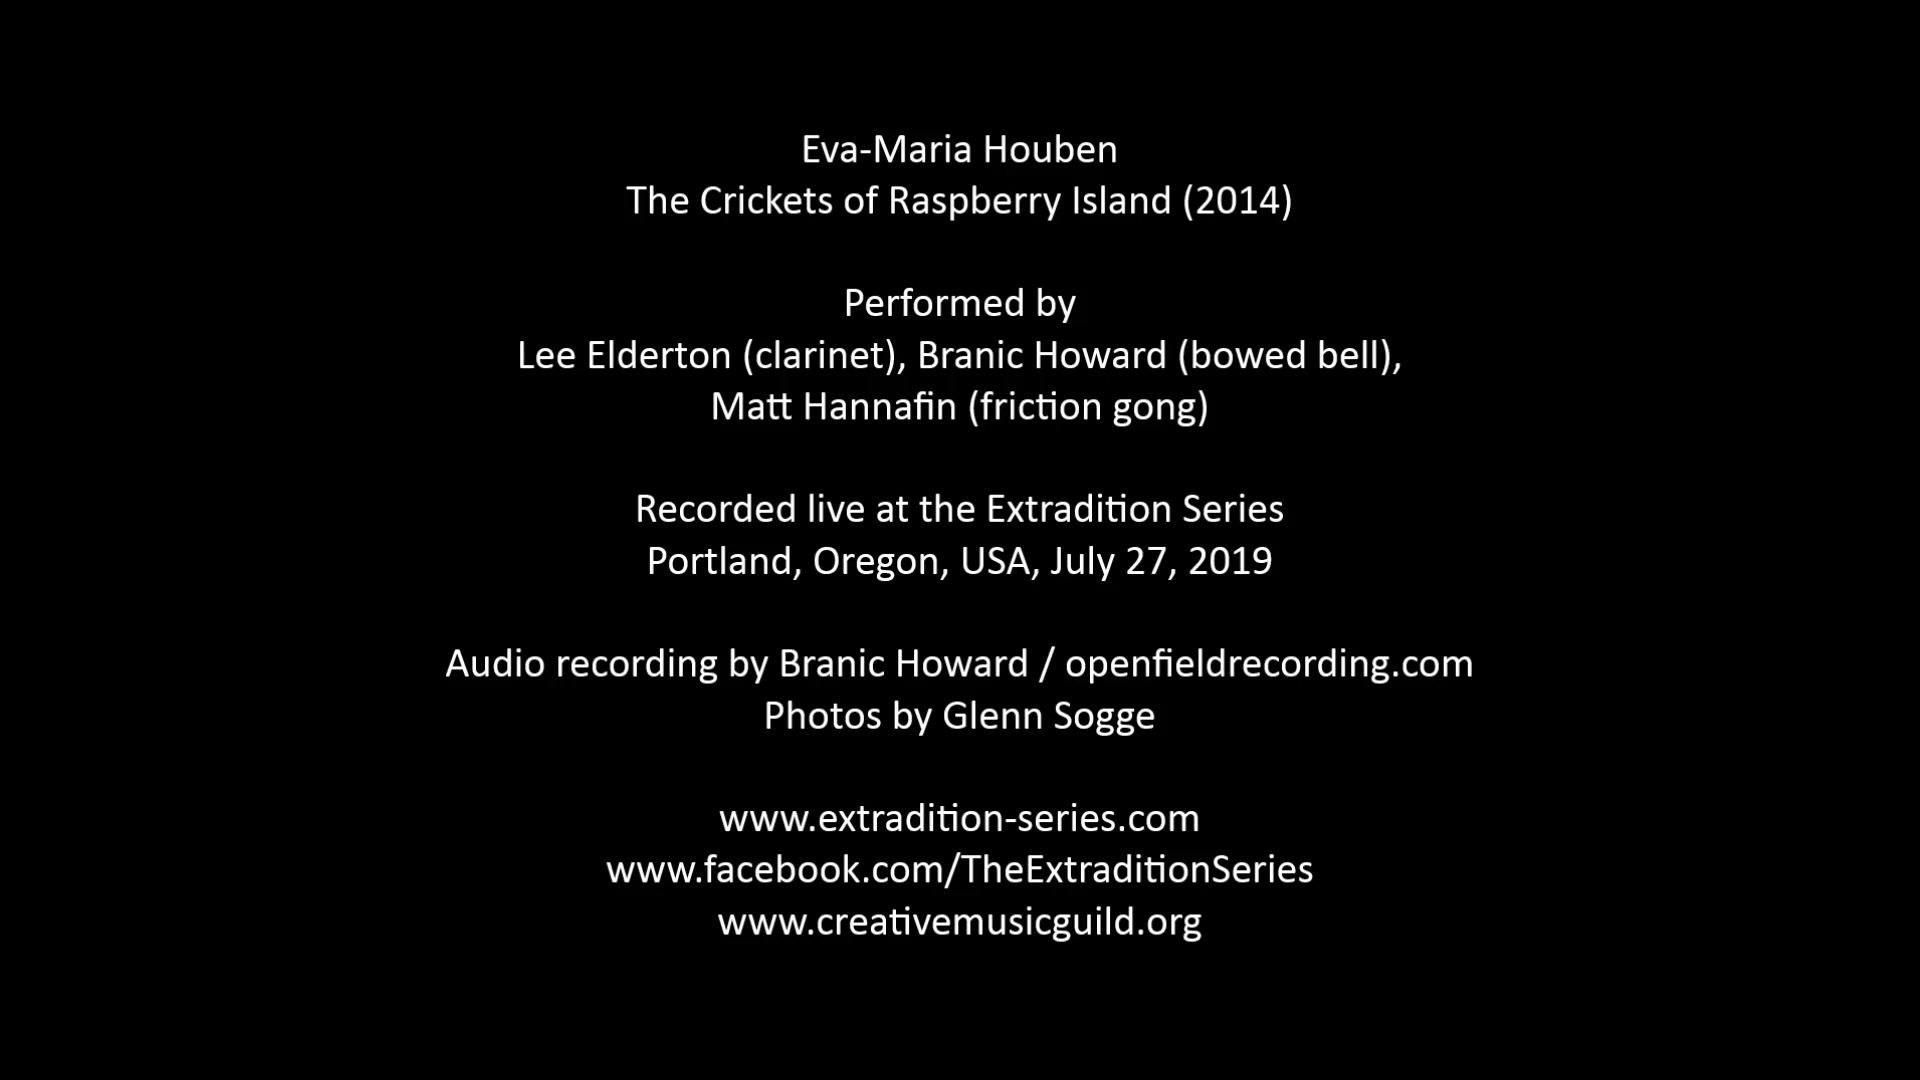 Eva-Maria Houben
The Crickets of Raspberry Island (2014)
Performed by
Lee Elderton (clarinet), Branic Howard (bowed bell),
Matt Hannafin (friction gong)
Recorded live at the Extradition Series
Portland, Oregon, USA, July 27, 2019
Audio recording by Branic Howard / openfieldrecording.com
Photos by Glenn Sogge
www.extradition-series.com
www.facebook.com/TheExtraditionSeries
www.creativemusicguild.org